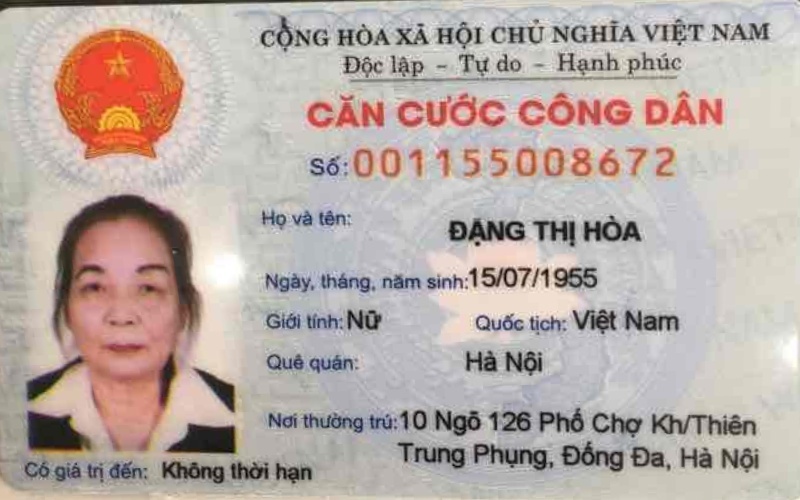 CỘNG HÒA XÃ HỘI CHỦ NGHĨA VIỆT NAM
Độc lập – Tự do – Hạnh phúc
CĂN CƯỚC CÔNG DÂN
Số: 001155008672
Họ và tên: ĐẶNG THỊ HÒA
Ngày, tháng, năm sinh: 15/07/1955
Giới tính: Nữ Quốc tịch: Việt Nam
Quê quán: Hà Nội
Nơi thường trú: 10 Ngõ 126 Phố Chợ Kh/Thiên
Trung Phụng, Đống Đa, Hà Nội
Có giá trị đến: Không thời hạn